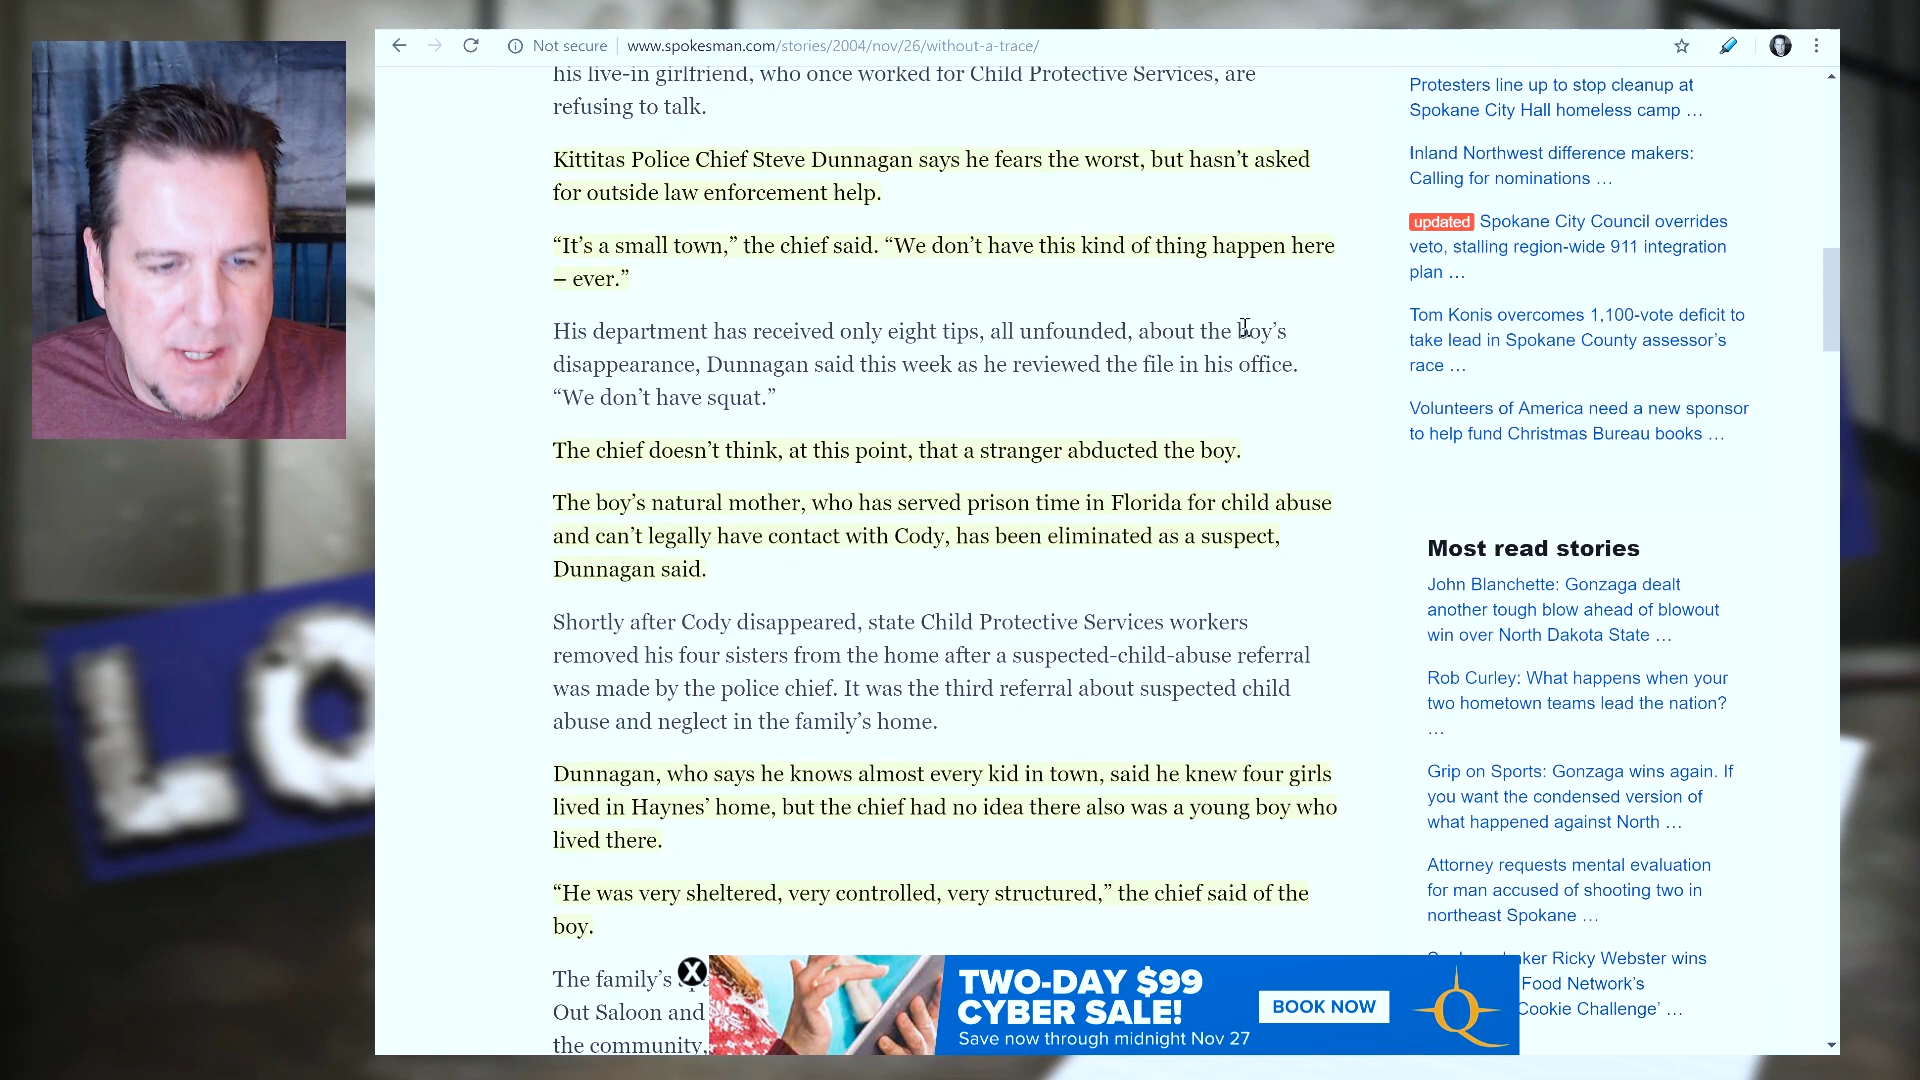 Not secure
www.spokesman.com/stories/2004/nov/26/without-a-trace/
his live-in girlfriend, who once worked for Child Protective Services, are
refusing to talk.
Kittitas Police Chief Steve Dunnagan says he fears the worst, but hasn’t asked
for outside law enforcement help.
“It’s a small town,” the chief said. “We don’t have this kind of thing happen here
– ever.”
His department has received only eight tips, all unfounded, about the boy’s
disappearance, Dunnagan said this week as he reviewed the file in his office.
“We don’t have squat.”
The chief doesn’t think, at this point, that a stranger abducted the boy.
The boy’s natural mother, who has served prison time in Florida for child abuse
and can’t legally have contact with Cody, has been eliminated as a suspect,
Dunnagan said.
Shortly after Cody disappeared, state Child Protective Services workers
removed his four sisters from the home after a suspected-child-abuse referral
was made by the police chief. It was the third referral about suspected child
abuse and neglect in the family’s home.
Dunnagan, who says he knows almost every kid in town, said he knew four girls
lived in Haynes’ home, but the chief had no idea there also was a young boy who
lived there.
“He was very sheltered, very controlled, very structured,” the chief said of the
boy.
The family’s
Out Saloon and
the community,
Protesters line up to stop cleanup at
Spokane City Hall homeless camp …
Inland Northwest difference makers:
Calling for nominations …
updated Spokane City Council overrides
veto, stalling region-wide 911 integration
plan …
Tom Konis overcomes 1,100-vote deficit to
take lead in Spokane County assessor’s
race …
Volunteers of America need a new sponsor
to help fund Christmas Bureau books …
Most read stories
John Blanchette: Gonzaga dealt
another tough blow ahead of blowout
win over North Dakota State …
Rob Curley: What happens when your
two hometown teams lead the nation?
…
Grip on Sports: Gonzaga wins again. If
you want the condensed version of
what happened against North …
Attorney requests mental evaluation
for man accused of shooting two in
northeast Spokane …
Ricky Webster wins
Food Network’s
Cookie Challenge’ …
X
TWO-DAY $99
CYBER SALE!
Save now through midnight Nov 27
BOOK NOW
LO